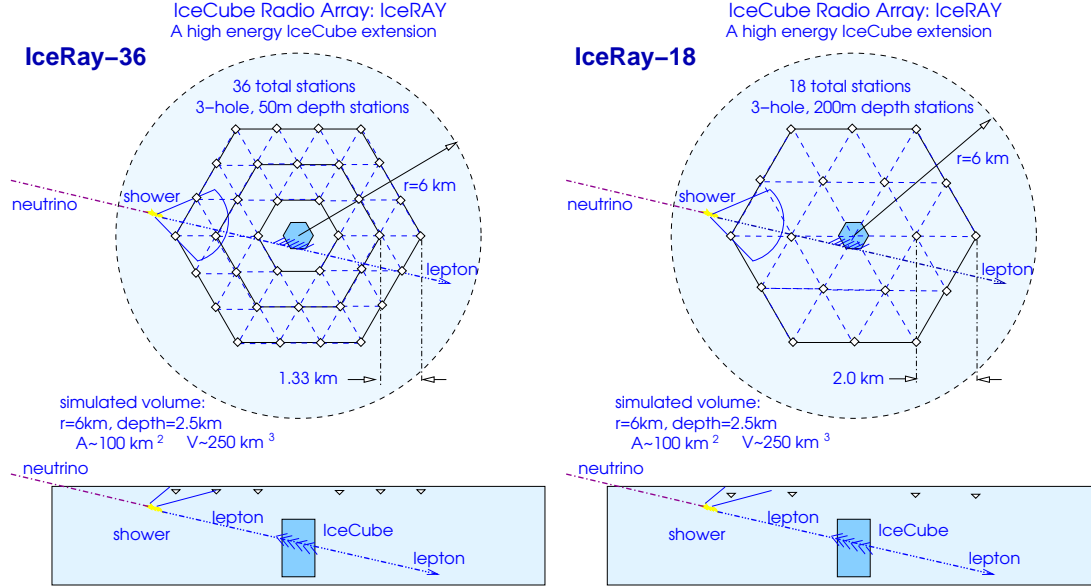 IceCube Radio Array: IceRAY
A high energy IceCube extension
IceRay−36
36 total stations
3−hole, 50m depth stations
r=6 km
shower
neutrino
lepton
1.33 km
simulated volume:
r=6km, depth=2.5km
A~100 km 2 V~250 km 3
neutrino
lepton
IceCube
shower
lepton
IceCube Radio Array: IceRAY
A high energy IceCube extension
IceRay−18
18 total stations
3−hole, 200m depth stations
r=6 km
shower
neutrino
lepton
2.0 km
simulated volume:
r=6km, depth=2.5km
A~100 km 2 V~250 km 3
neutrino
lepton
IceCube
shower
lepton